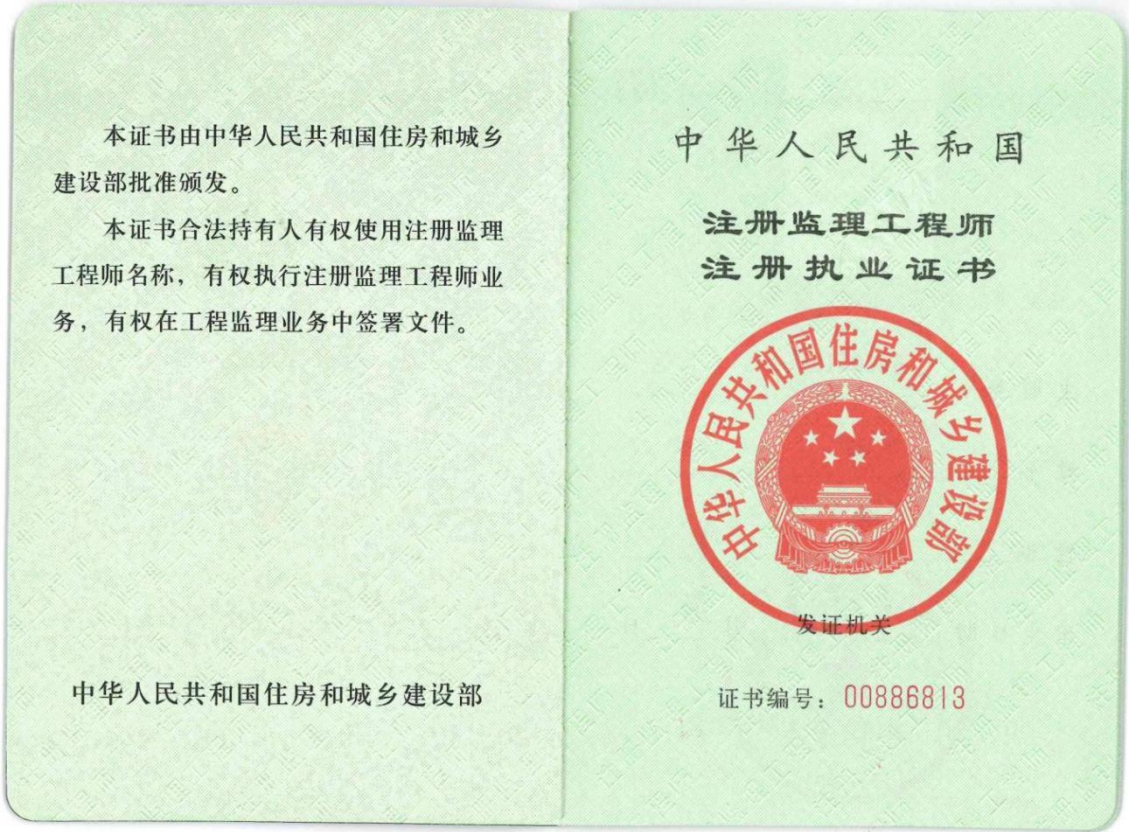 本证书由中华人民共和国住房和城乡
建设部批准颁发。
本证书合法持有人有权使用注册监理
工程师名称，有权执行注册监理工程师业
务，有权在工程监理业务中签署文件。
中华人民共和国住房和城乡建设部
中华人民共和国
注册监理工程师
注册执业证书
中华人民共和国住房和城乡建设部
发证机关
证书编号：00886813